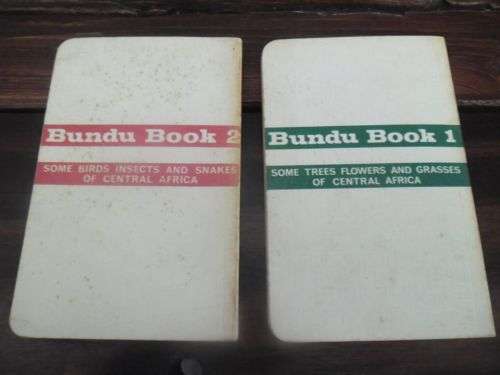 Bundu Book 2
SOME BIRDS INSECTS AND SNAKES
OF CENTRAL AFRICA
Bundu Book 1
SOME TREES FLOWERS AND GRASSES
OF CENTRAL AFRICA